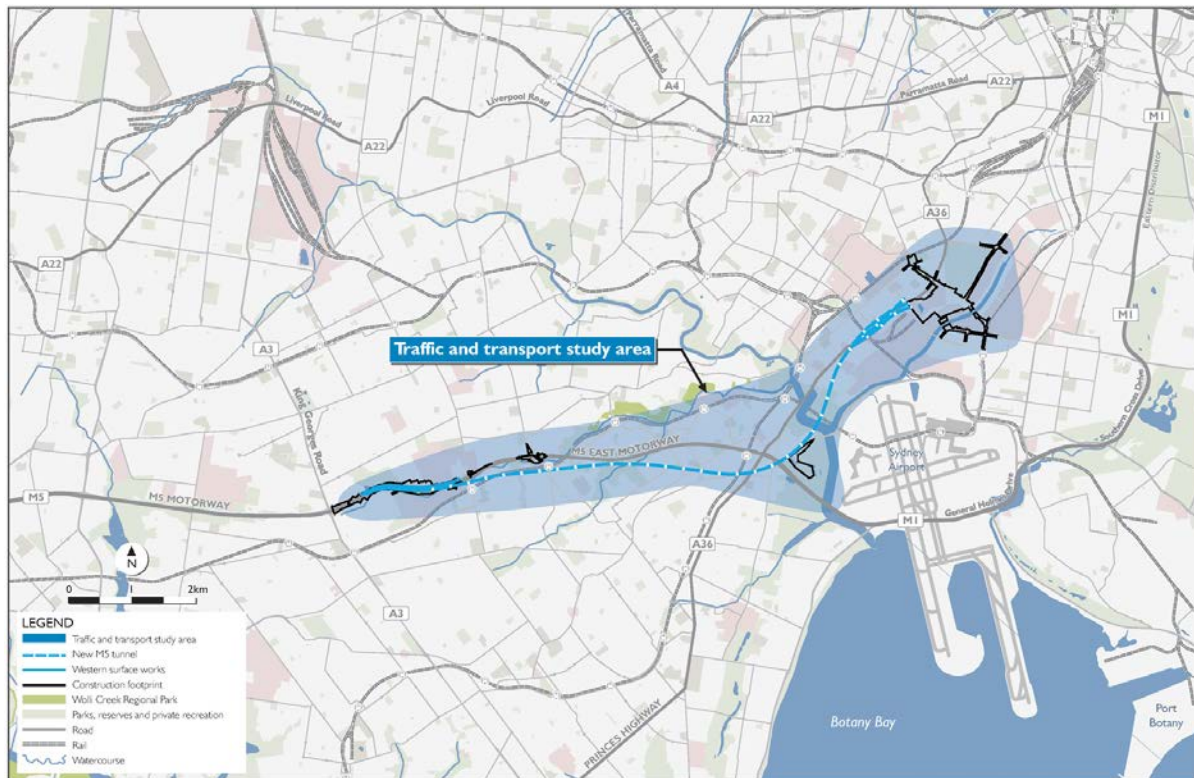 Parramatta Road
A4
Liverpool Road
Liverpool Road
A22
A22
Parramatta Road
A22
M1
Eastern Distributor
A36
A22
M1
A3
Traffic and transport study area
King Georges Road
Southern Cross Drive
M5 EAST MOTORWAY
Sydney
Airport
M5
M5 MOTORWAY
General Holmes Drive
M1
A36
N
0 1 2km
A3
LEGEND
Traffic and transport study area
New M5 tunnel
Western surface works
Construction footprint
Wolli Creek Regional Park
Parks, reserves and private recreation
Road
Rail
Watercourse
PRINCES HIGHWAY
Botany Bay
Port
Botany